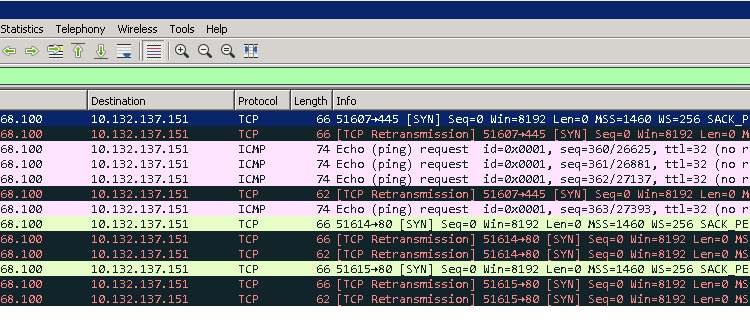 Statistics Telephony Wireless Tools Help
Destination Protocol Length Info
68.100 10.132.137.151 TCP 66 51607→445 [SYN] Seq=0 Win=8192 Len=0 MSS=1460 WS=256 SACK_PE
68.100 10.132.137.151 TCP 66 [TCP Retransmission] 51607→445 [SYN] Seq=0 Win=8192 Len=0 M
68.100 10.132.137.151 ICMP 74 Echo (ping) request id=0x0001, seq=360/26625, ttl=32 (no r
68.100 10.132.137.151 ICMP 74 Echo (ping) request id=0x0001, seq=361/26881, ttl=32 (no r
68.100 10.132.137.151 ICMP 74 Echo (ping) request id=0x0001, seq=362/27137, ttl=32 (no r
68.100 10.132.137.151 TCP 62 [TCP Retransmission] 51607→445 [SYN] Seq=0 Win=8192 Len=0 M
68.100 10.132.137.151 ICMP 74 Echo (ping) request id=0x0001, seq=363/27393, ttl=32 (no r
68.100 10.132.137.151 TCP 66 51614→80 [SYN] Seq=0 Win=8192 Len=0 MSS=1460 WS=256 SACK_PE
68.100 10.132.137.151 TCP 66 [TCP Retransmission] 51614→80 [SYN] Seq=0 Win=8192 Len=0 MS
68.100 10.132.137.151 TCP 62 [TCP Retransmission] 51614→80 [SYN] Seq=0 Win=8192 Len=0 MS
68.100 10.132.137.151 TCP 66 51615→80 [SYN] Seq=0 Win=8192 Len=0 MSS=1460 WS=256 SACK_PE
68.100 10.132.137.151 TCP 66 [TCP Retransmission] 51615→80 [SYN] Seq=0 Win=8192 Len=0 MS
68.100 10.132.137.151 TCP 62 [TCP Retransmission] 51615→80 [SYN] Seq=0 Win=8192 Len=0 MS